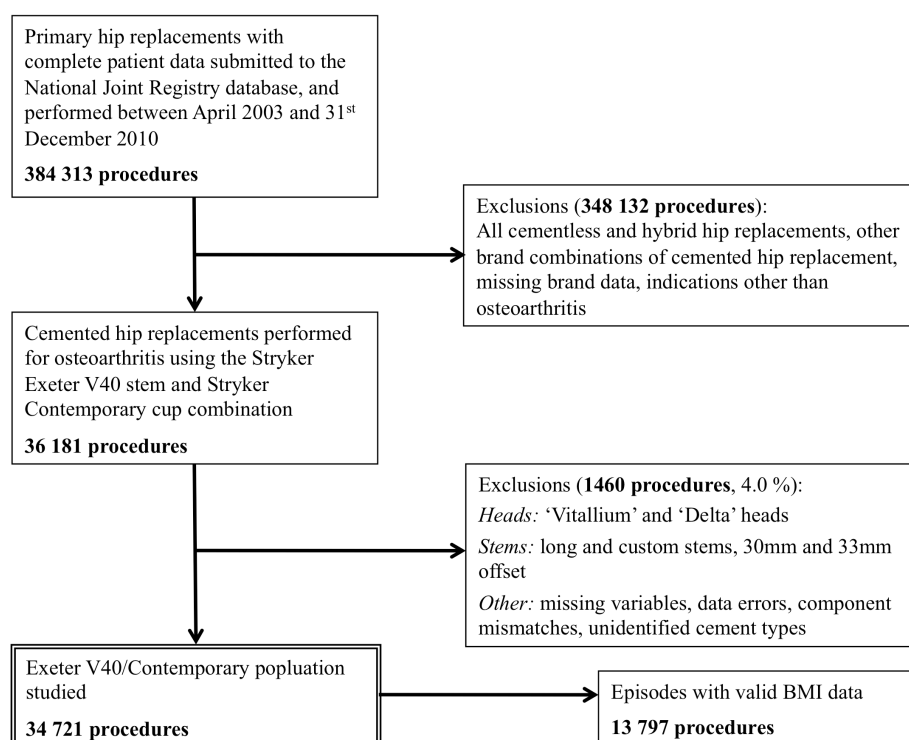 Primary hip replacements with
complete patient data submitted to the
National Joint Registry database, and
performed between April 2003 and 31st
December 2010
384 313 procedures
Exclusions (348 132 procedures):
All cementless and hybrid hip replacements, other
brand combinations of cemented hip replacement,
missing brand data, indications other than
osteoarthritis
Cemented hip replacements performed
for osteoarthritis using the Stryker
Exeter V40 stem and Stryker
Contemporary cup combination
36 181 procedures
Exclusions (1460 procedures, 4.0 %):
Heads: ‘Vitallium’ and ‘Delta’ heads
Stems: long and custom stems, 30mm and 33mm
offset
Other: missing variables, data errors, component
mismatches, unidentified cement types
Exeter V40/Contemporary popluation
studied
34 721 procedures
Episodes with valid BMI data
13 797 procedures